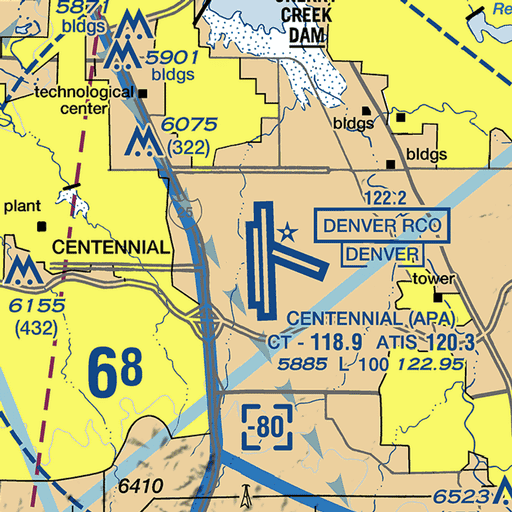 5871
bldgs
CREEK
DAM
5901
bldgs
technological
center
6075
(322)
bldgs
bldgs
plant
122.2
DENVER RCO
DENVER
CENTENNIAL
tower
6155
(432)
CENTENNIAL (APA)
CT - 118.9 ATIS 120.3
5885 L 100 122.95
68
-80
6410
6523